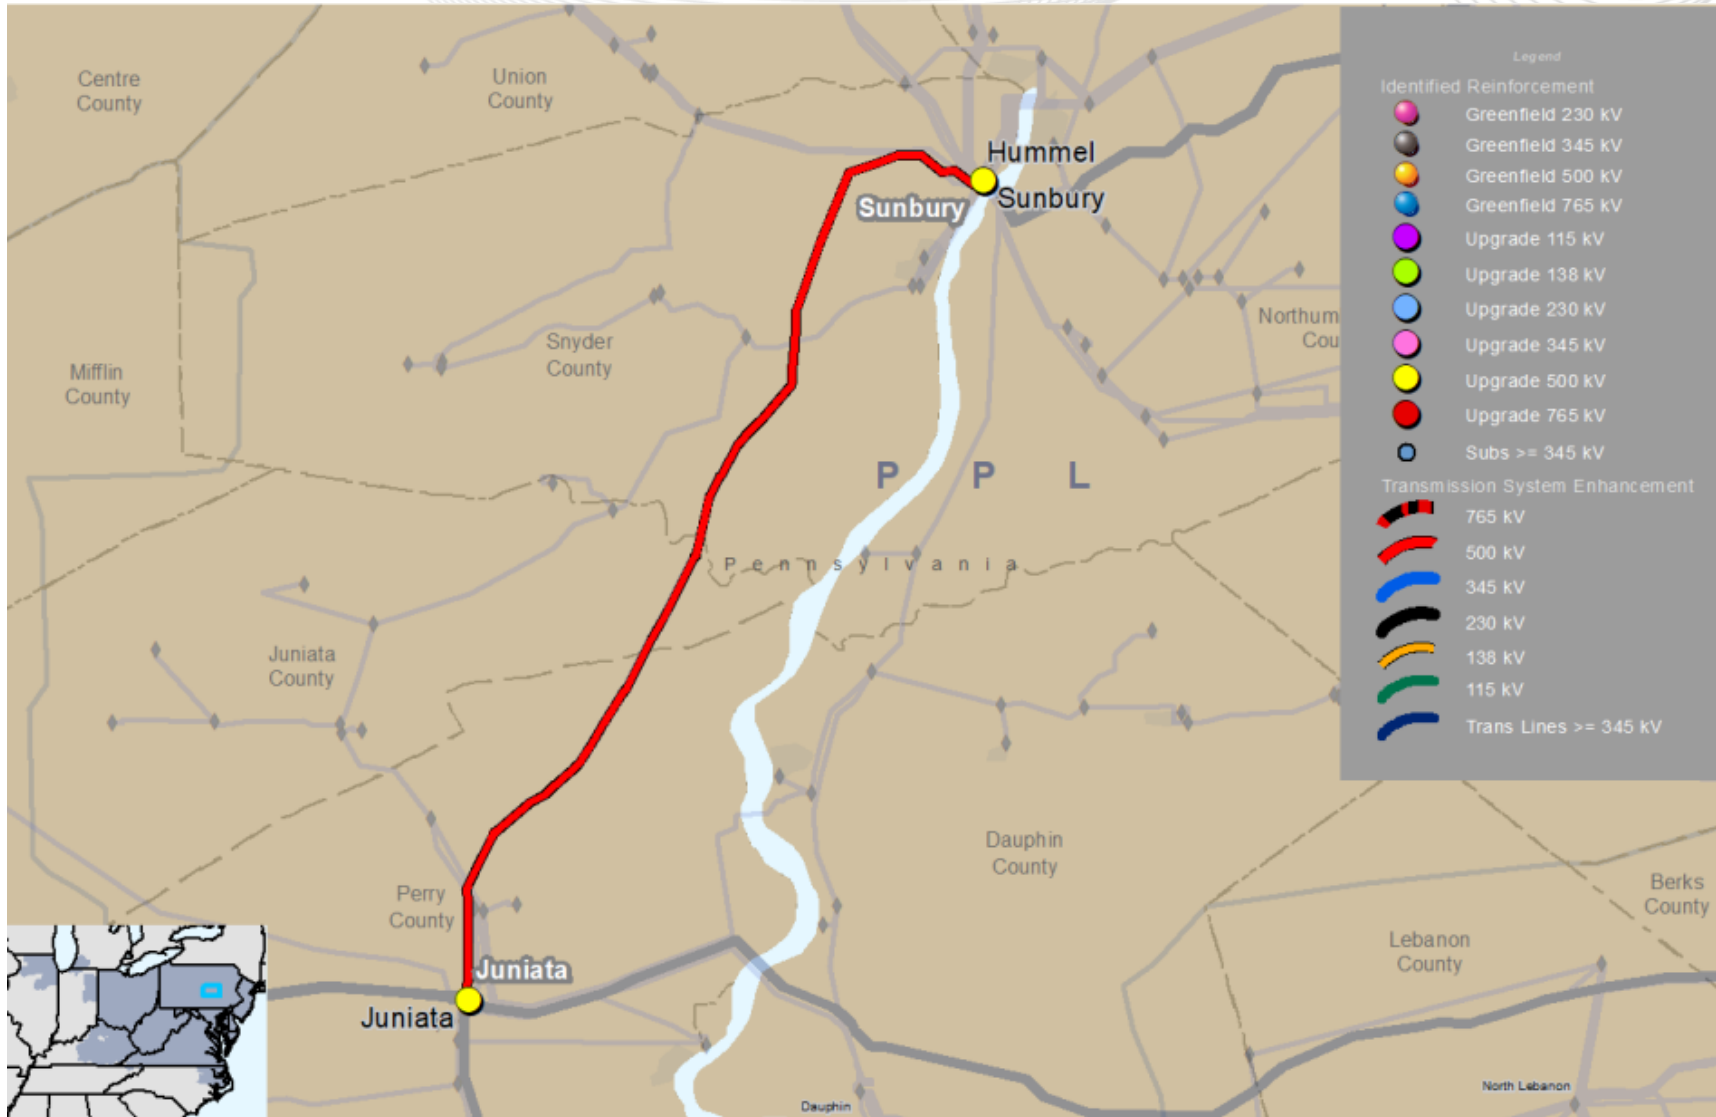 Centre
County
Union
County
Hummel
Sunbury
Sunbury
Northum
Cou
Snyder
County
Mifflin
County
P P L
Pennsylvania
Juniata
County
Dauphin
County
Perry
County
Berks
County
Lebanon
County
Juniata
Juniata
North Lebanon
Dauphin
Legend
Identified Reinforcement
Greenfield 230 kV
Greenfield 345 kV
Greenfield 500 kV
Greenfield 765 kV
Upgrade 115 kV
Upgrade 138 kV
Upgrade 230 kV
Upgrade 345 kV
Upgrade 500 kV
Upgrade 765 kV
Subs >= 345 kV
Transmission System Enhancement
765 kV
500 kV
345 kV
230 kV
138 kV
115 kV
Trans Lines >= 345 kV